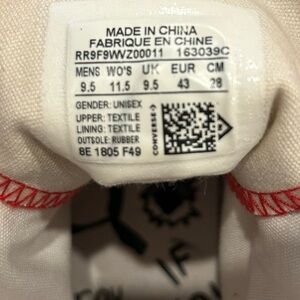 MADE IN CHINA
FABRIQUE EN CHINE
RR9F9WVZ00011 163039C
MENS WO'S UK EUR CM
9.5 11.5 9.5 43 28
GENDER: UNISEX
UPPER: TEXTILE
LINING: TEXTILE
OUTSOLE: RUBBER
8E 1805 F49
CONVERSE
IF